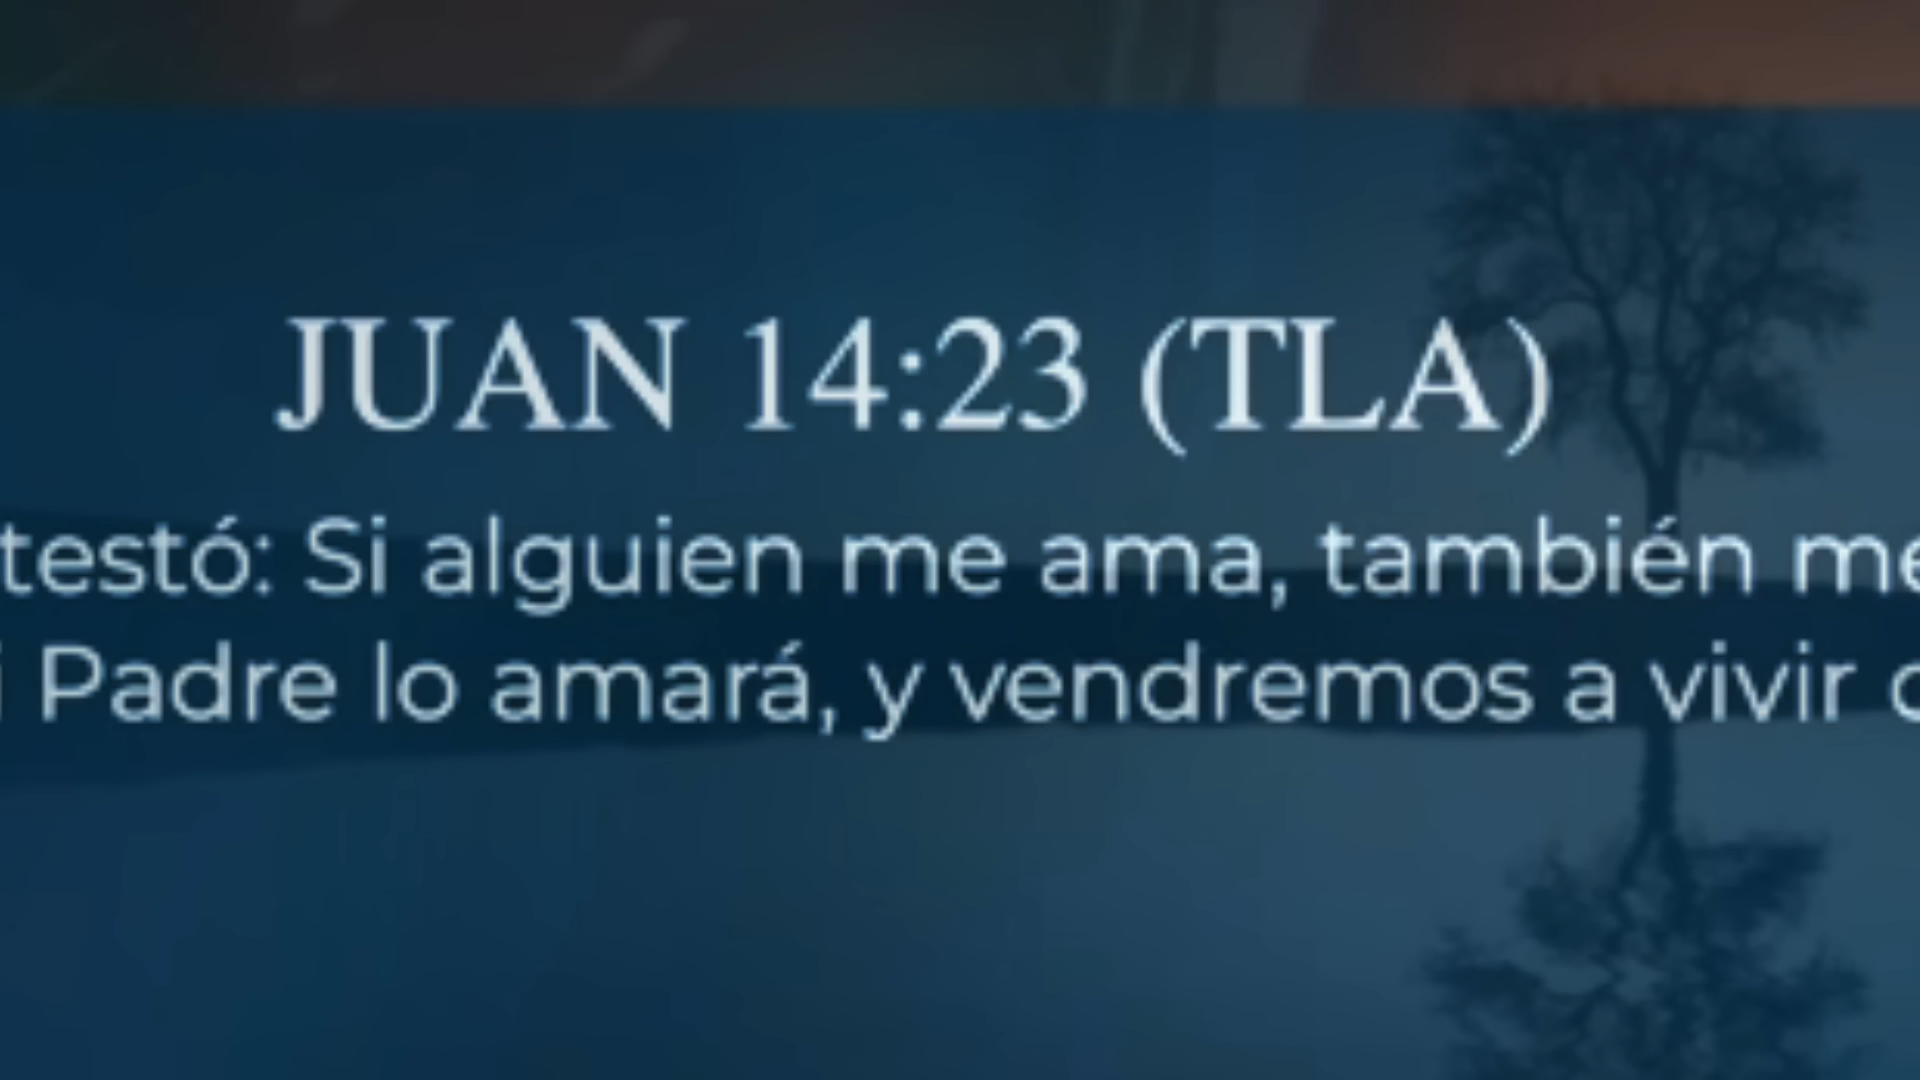 JUAN 14:23 (TLA)
testó: Si alguien me ama, también me
Padre lo amará, y vendremos a vivir